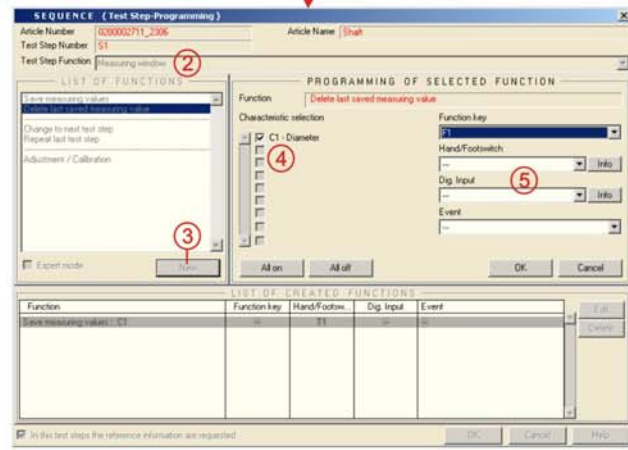 SEQUENCE (Test Step-Programming)
Article Number 0200002711_2306 Article Name Shaft
Test Step Number S1
Test Step Function Measuring window ②
LIST OF FUNCTIONS
Save measuring values
Delete last saved measuring value
Change to next test step
Repeat last test step
Adjustment / Calibration
③
Expert mode New
PROGRAMMING OF SELECTED FUNCTION
Function Delete last saved measuring value
Characteristic selection
C1 - Diameter
④
All on All off
Function key
F1
Hand/Footswitch
--- Info
Dig. Input ⑤
--- Info
Event
---
OK Cancel
LIST OF CREATED FUNCTIONS
Function Function key Hand/Footsw... Dig. Input Event
Save measuring values : C1 --- T1 --- ---
Edit
Delete
In this test steps the reference information are requested
OK Cancel Help